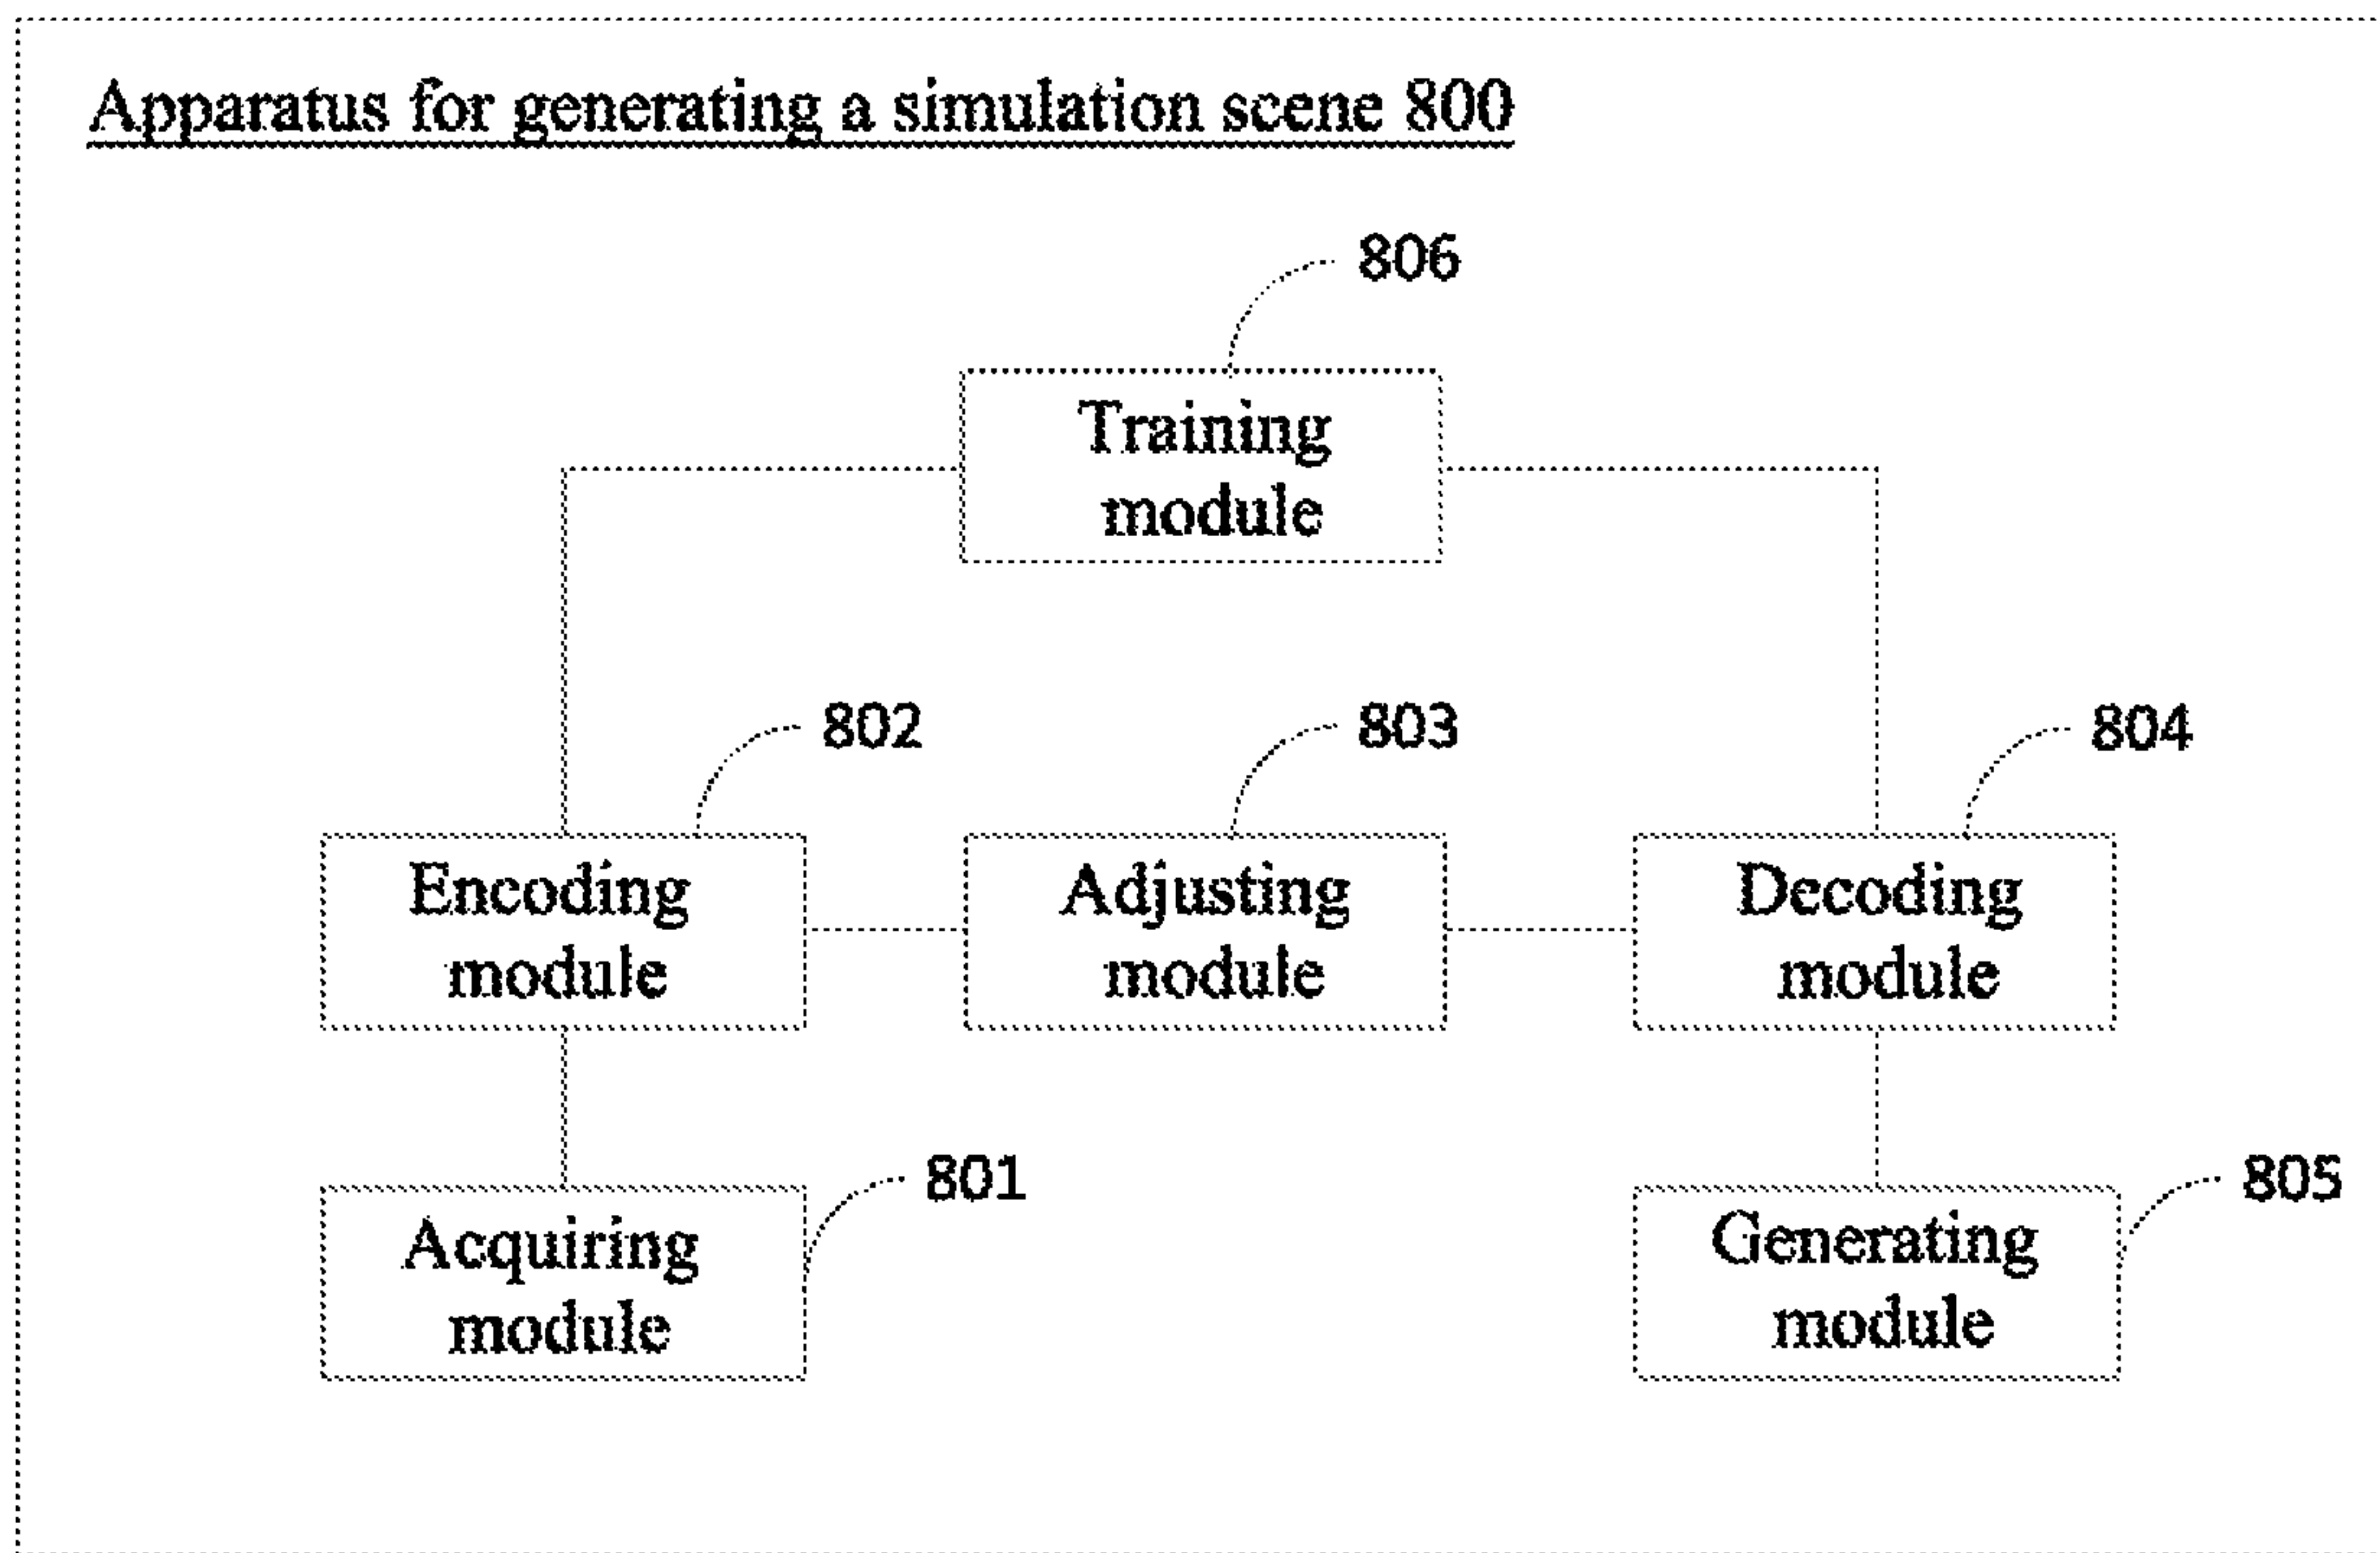 Apparatus for generating a simulation scene 800
806
Training
module
802
803
804
Encoding
module
Adjusting
module
Decoding
module
801
805
Acquiring
module
Generating
module